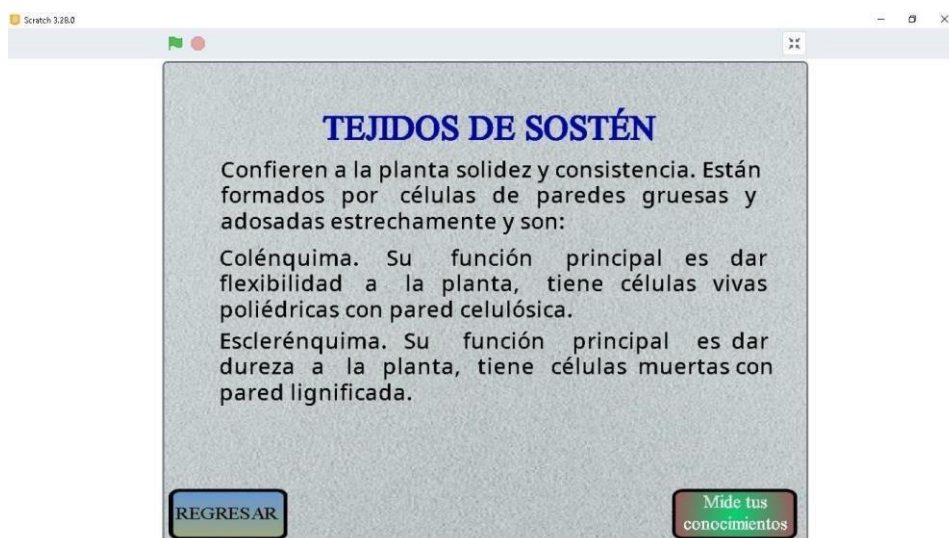 Scratch 3.28.0
TEJIDOS DE SOSTÉN
Confieren a la planta solidez y consistencia. Están
formados por células de paredes gruesas y
adosadas estrechamente y son:
Colénquima. Su función principal es dar
flexibilidad a la planta, tiene células vivas
poliédricas con pared celulósica.
Esclerénquima. Su función principal es dar
dureza a la planta, tiene células muertas con
pared lignificada.
REGRESAR
Mide tus
conocimientos